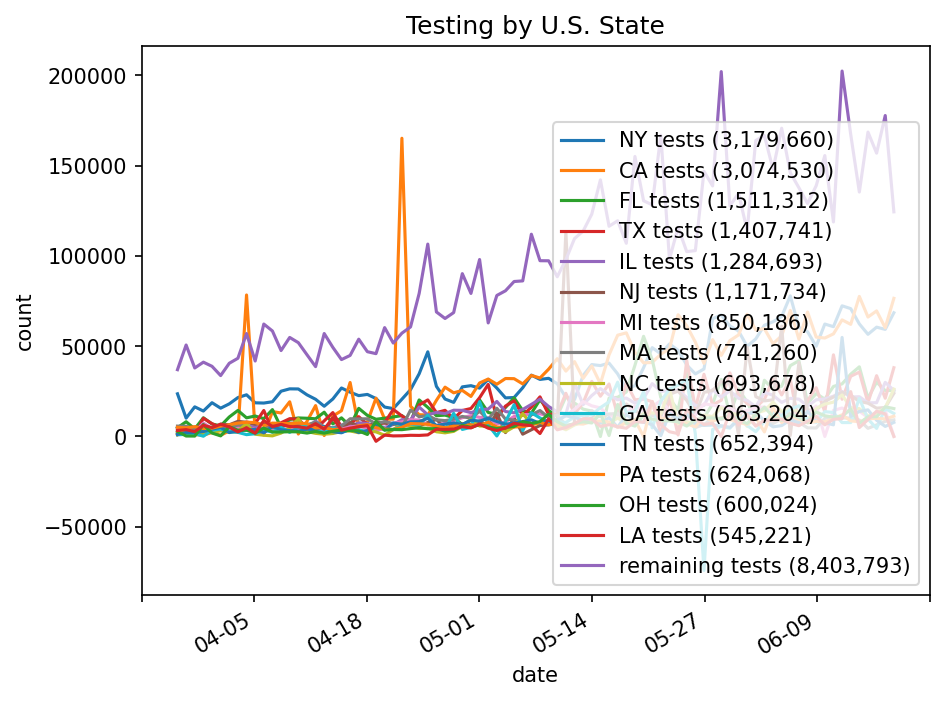 Testing by U.S. State
200000
150000
100000
50000
0
−50000
count
NY tests (3,179,660)
CA tests (3,074,530)
FL tests (1,511,312)
TX tests (1,407,741)
IL tests (1,284,693)
NJ tests (1,171,734)
MI tests (850,186)
MA tests (741,260)
NC tests (693,678)
GA tests (663,204)
TN tests (652,394)
PA tests (624,068)
OH tests (600,024)
LA tests (545,221)
remaining tests (8,403,793)
04-05
04-18
05-01
05-14
05-27
06-09
date